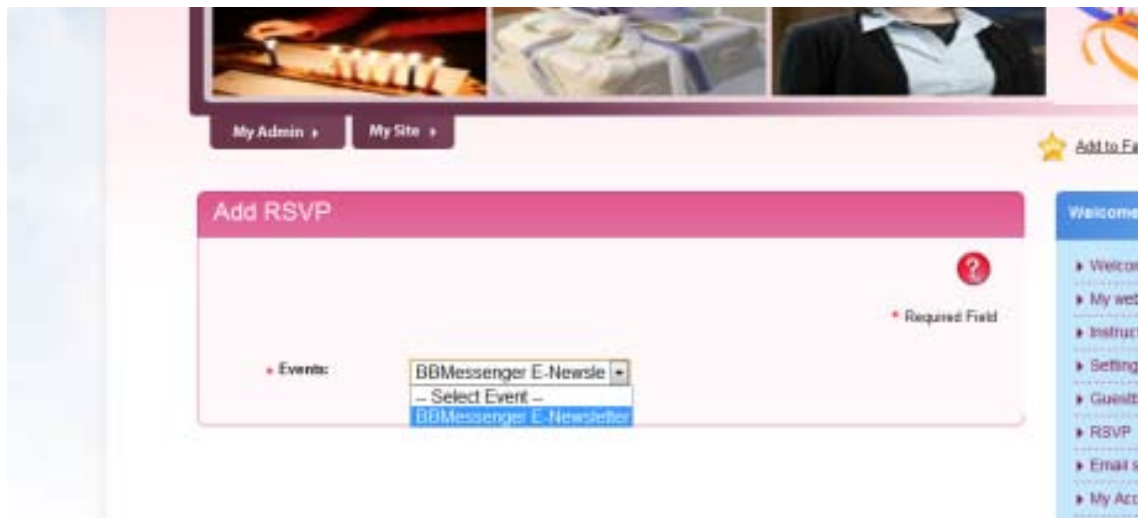 My Admin
My Site
Add to Fa
Add RSVP
Welcome
Welcom
* Required Field
My web
Instruct
* Events:
BBMessenger E-Newsle
Setting
-- Select Event --
BBMessenger E-Newsletter
Guestb
RSVP
Email s
My Acc